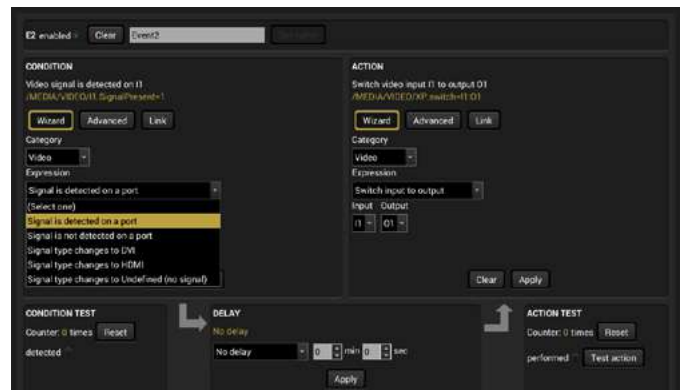 E2 enabled Clear Event2
CONDITION
Video signal is detected on I1
/MEDIA/VIDEO/I1.SignalPresent=1
Wizard Advanced Link
Category
Video
Expression
Signal is detected on a port
(Select one)
Signal is detected on a port
Signal is not detected on a port
Signal type changes to DVI
Signal type changes to HDMI
Signal type changes to Undefined (no signal)
ACTION
Switch video input I1 to output O1
/MEDIA/VIDEO/XP:switch=I1:O1
Wizard Advanced Link
Category
Video
Expression
Switch input to output
Input Output
I1 O1
Clear Apply
CONDITION TEST
Counter: 0 times Reset
detected
DELAY
No delay
No delay 0 min 0 sec
Apply
ACTION TEST
Counter: 0 times Reset
performed Test action